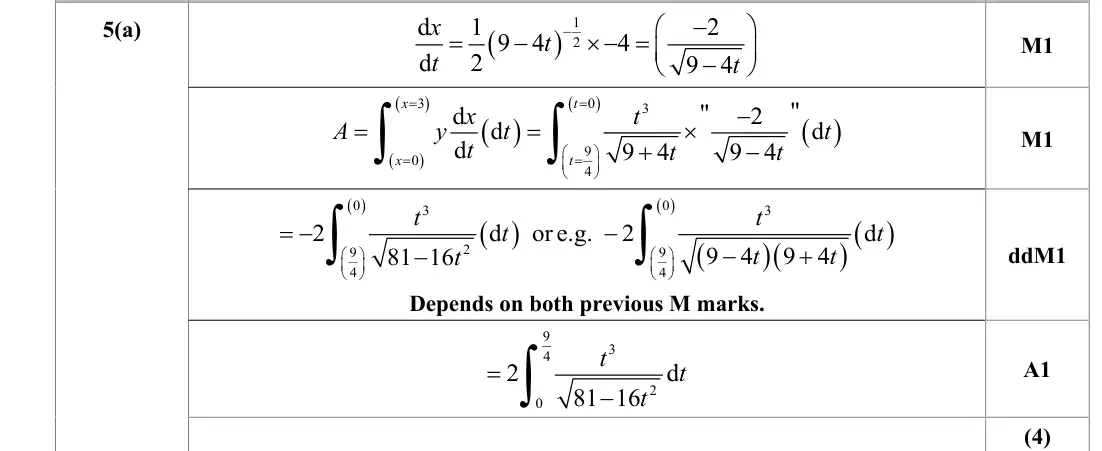 5(a) dx/dt = 1/2 (9 − 4t)^(−1/2) × −4 = (−2/√(9 − 4t)) M1
A = ∫_(x=0)^(x=3) y dx/dt (dt) = ∫_(t=9/4)^(t=0) t³/√(9 + 4t) × "−2/√(9 − 4t)" (dt) M1
= −2∫_(9/4)^(0) t³/√(81 − 16t²) (dt) or e.g. − 2∫_(9/4)^(0) t³/√((9 − 4t)(9 + 4t)) (dt) ddM1
Depends on both previous M marks.
= 2∫_0^(9/4) t³/√(81 − 16t²) dt A1
(4)